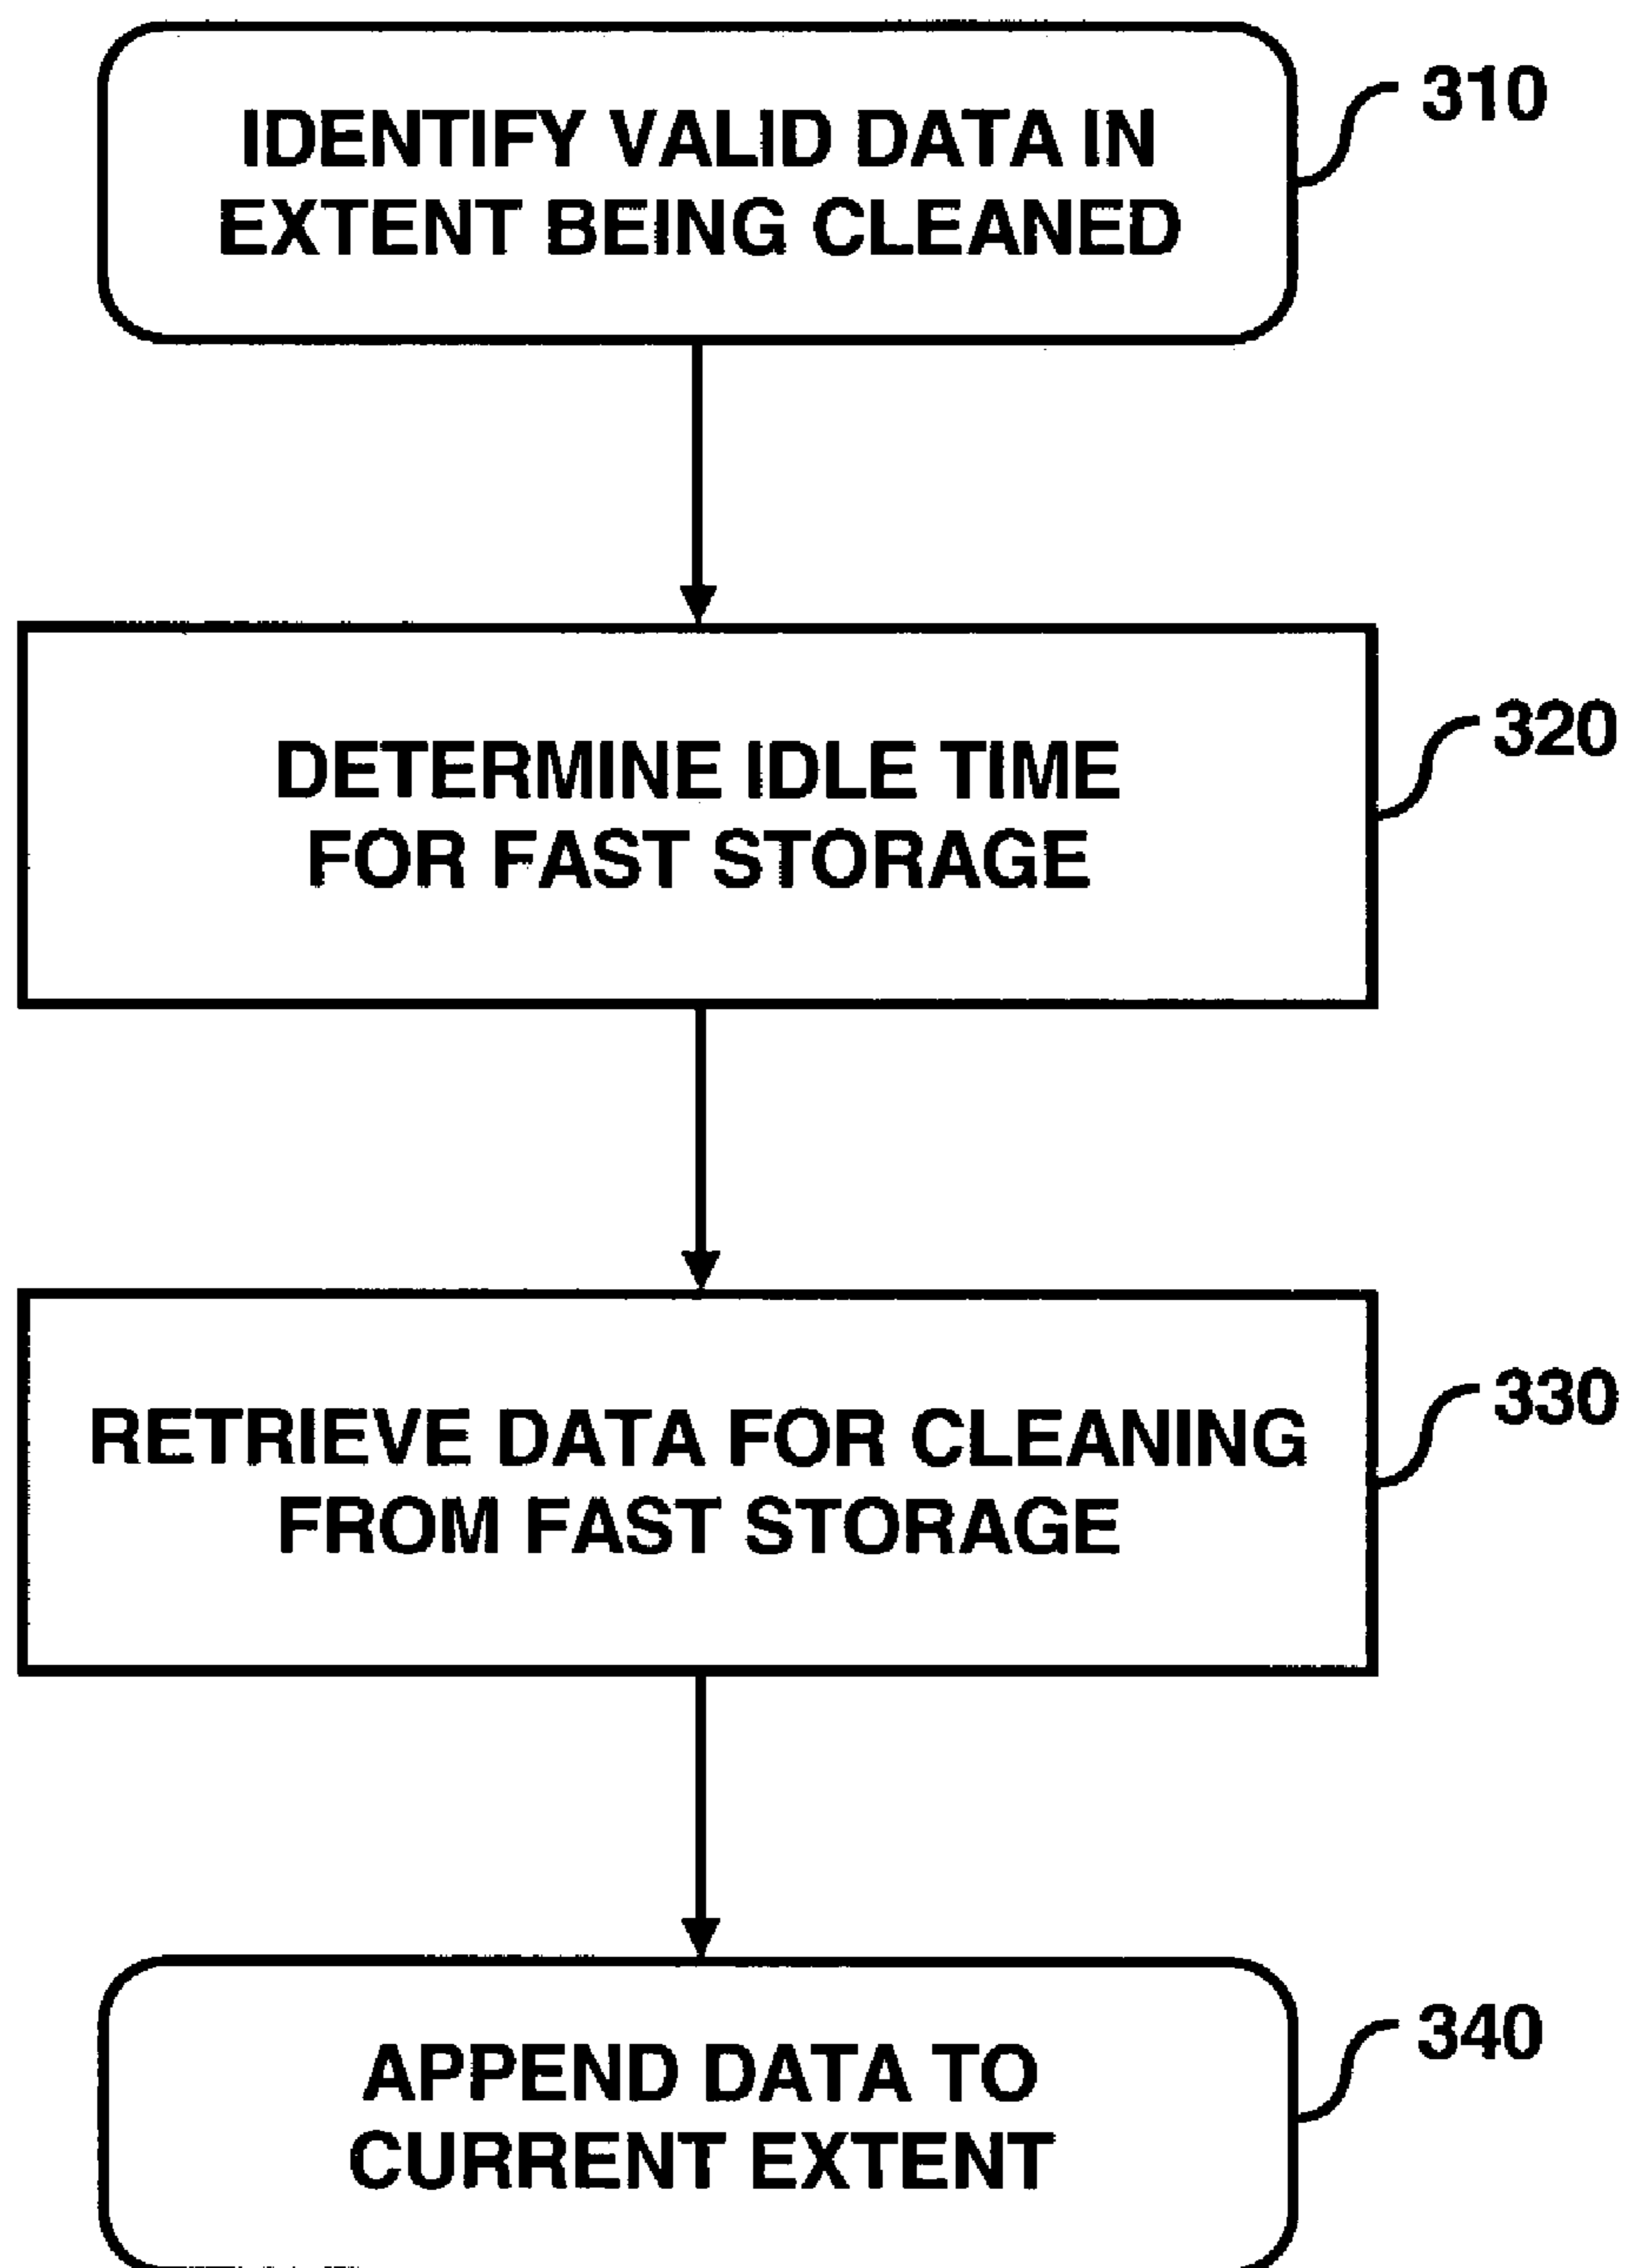 IDENTIFY VALID DATA IN
EXTENT BEING CLEANED
310
DETERMINE IDLE TIME
FOR FAST STORAGE
320
RETRIEVE DATA FOR CLEANING
FROM FAST STORAGE
330
APPEND DATA TO
CURRENT EXTENT
340